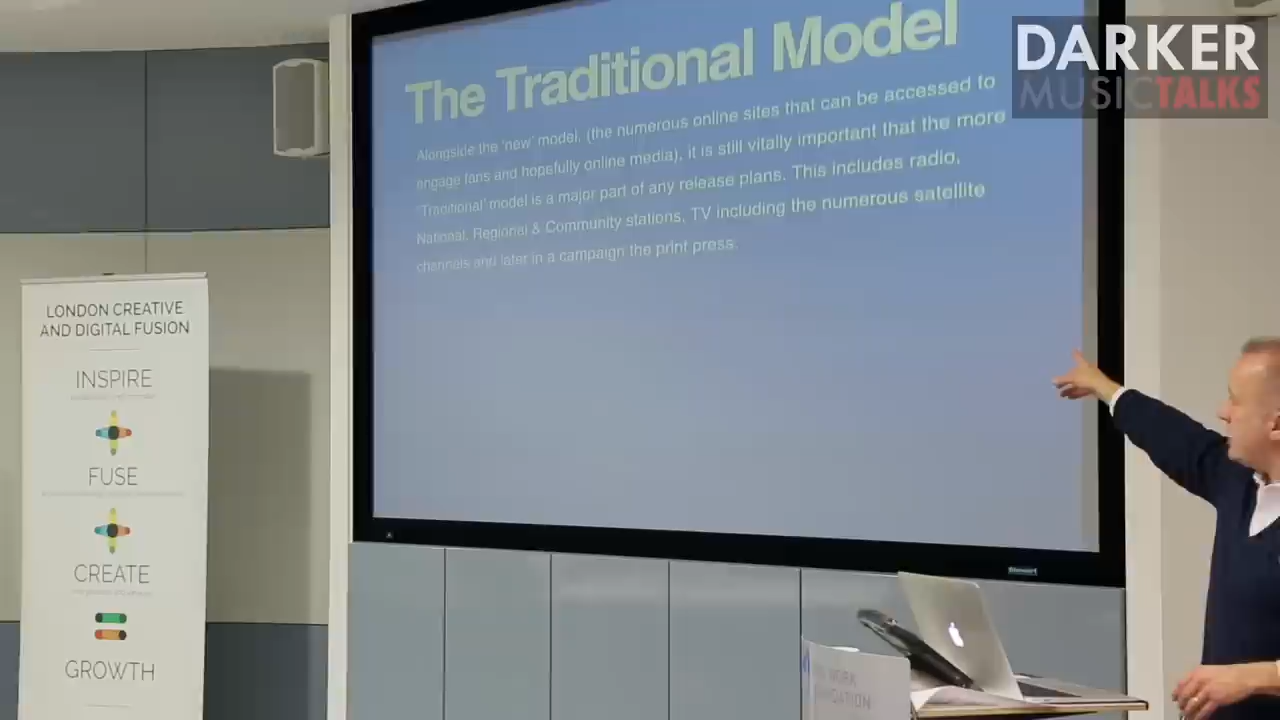 The Traditional Model
Alongside the 'new' model, (the numerous online sites that can be accessed to
engage fans and hopefully online media), it is still vitally important that the more
'Traditional' model is a major part of any release plans. This includes radio,
National, Regional & Community stations, TV including the numerous satellite
channels and later in a campaign the print press.
DARKER
MUSICTALKS
LONDON CREATIVE
AND DIGITAL FUSION
INSPIRE
FUSE
CREATE
GROWTH
Stewart
WORK